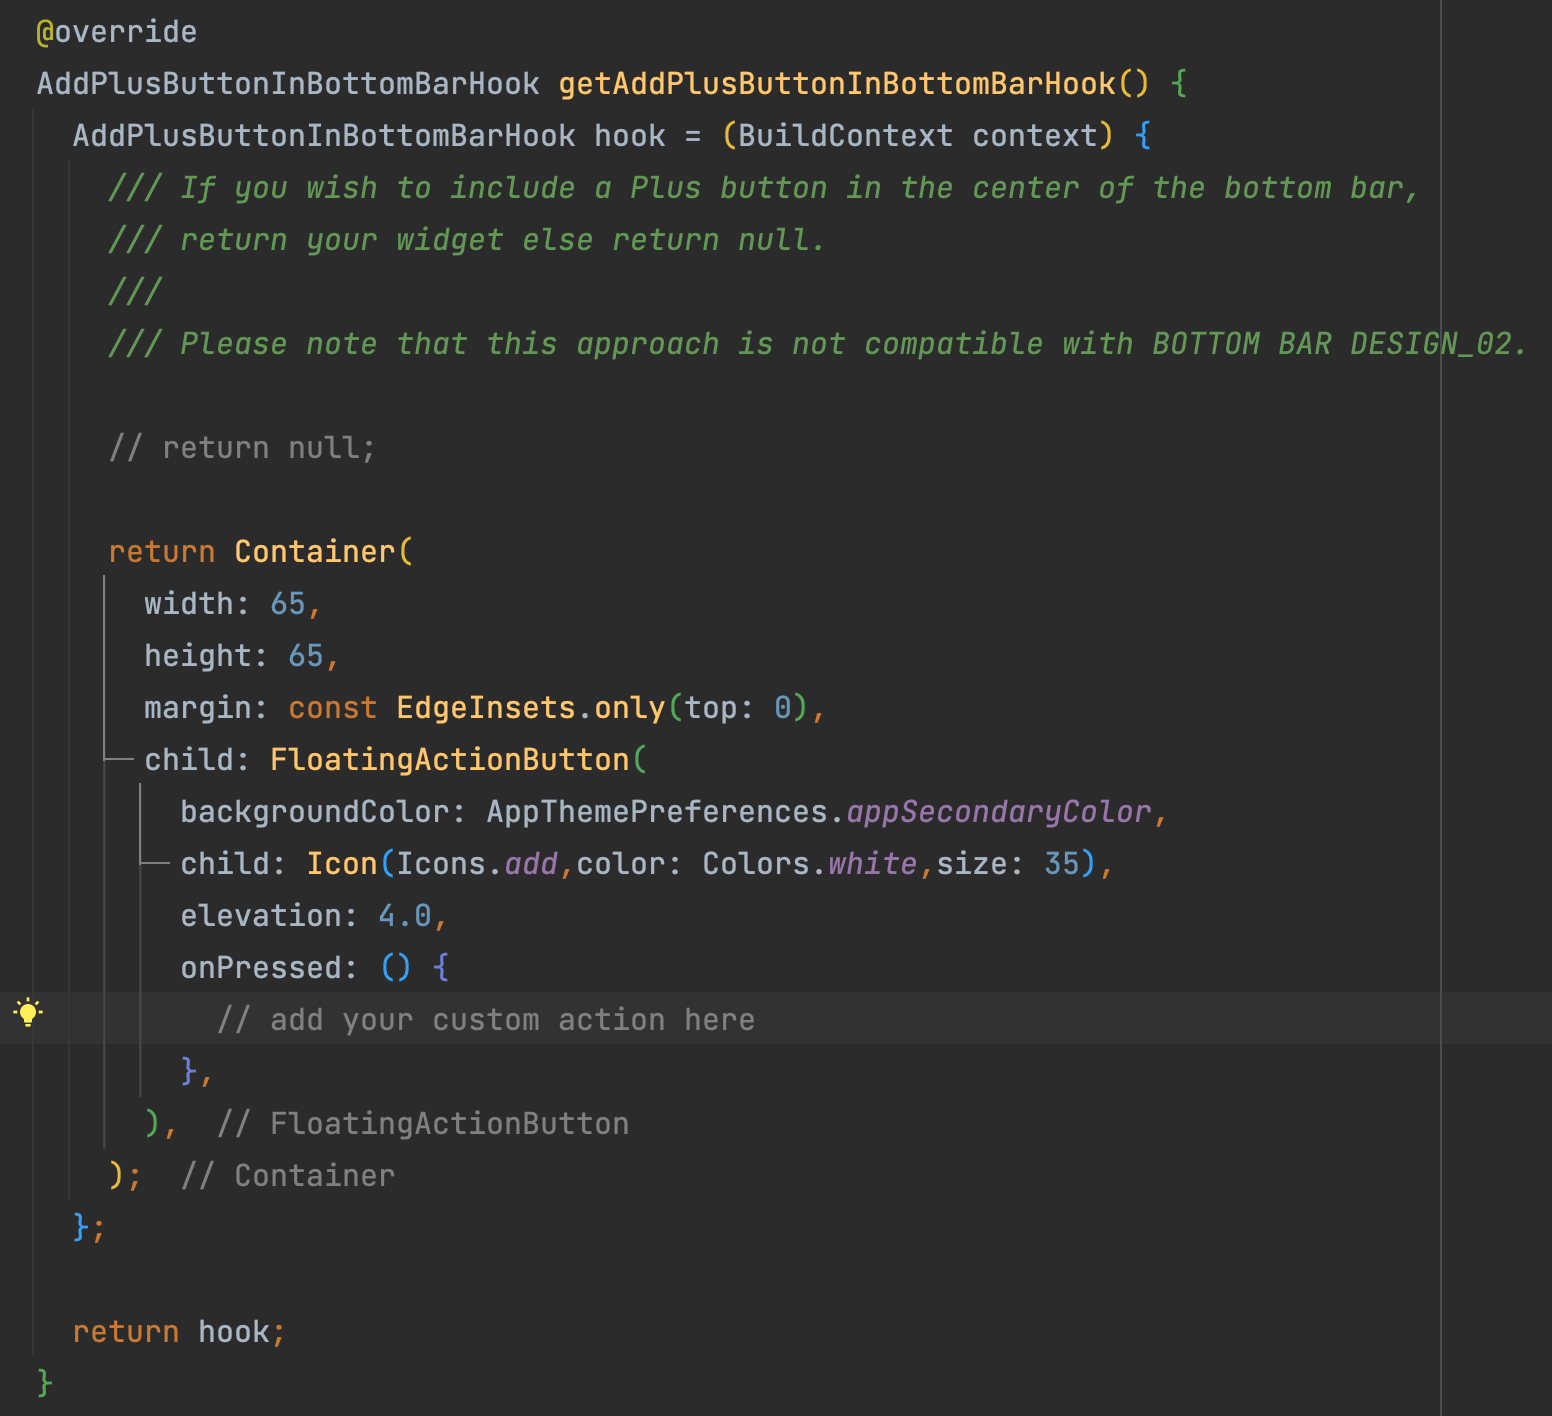 @override
AddPlusButtonInBottomBarHook getAddPlusButtonInBottomBarHook() {
AddPlusButtonInBottomBarHook hook = (BuildContext context) {
/// If you wish to include a Plus button in the center of the bottom bar,
/// return your widget else return null.
///
/// Please note that this approach is not compatible with BOTTOM BAR DESIGN_02.
// return null;
return Container(
width: 65,
height: 65,
margin: const EdgeInsets.only(top: 0),
child: FloatingActionButton(
backgroundColor: AppThemePreferences.appSecondaryColor,
child: Icon(Icons.add,color: Colors.white,size: 35),
elevation: 4.0,
onPressed: () {
// add your custom action here
},
), // FloatingActionButton
); // Container
};
return hook;
}